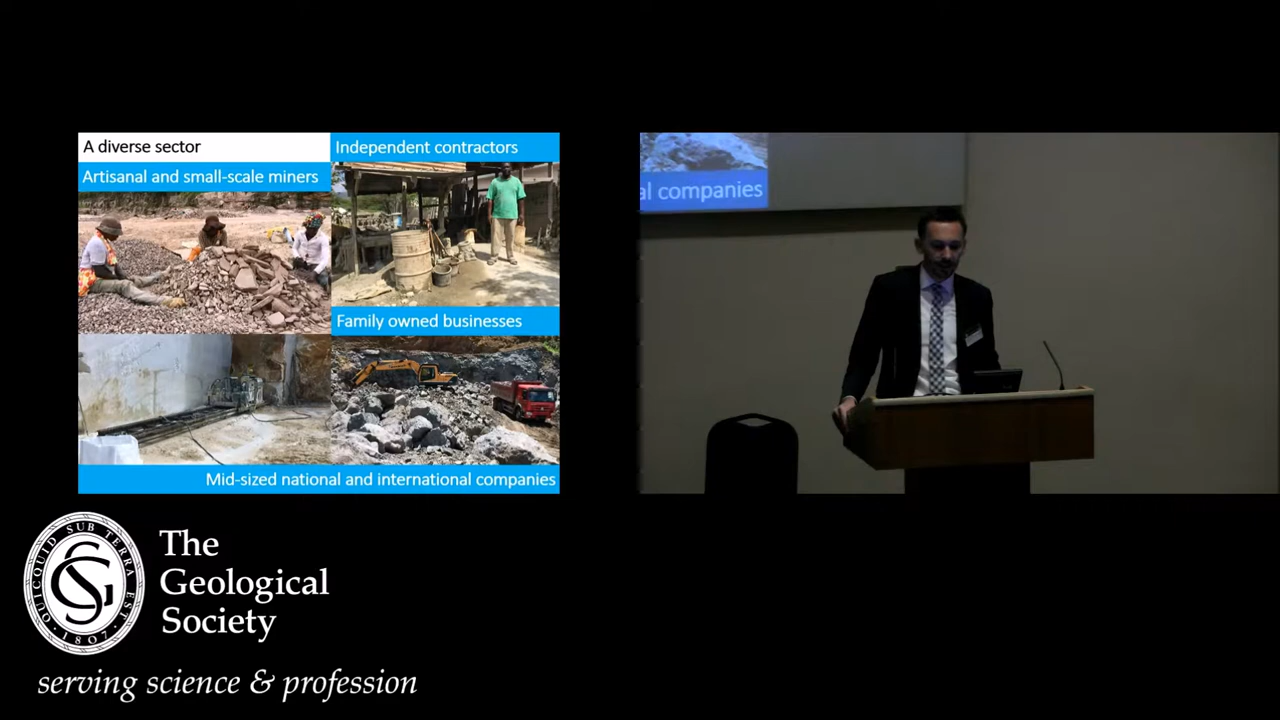 A diverse sector
Independent contractors
Artisanal and small-scale miners
Family owned businesses
Mid-sized national and international companies
al companies
QUICQUID SUB TERRA EST
1807
The
Geological
Society
serving science & profession